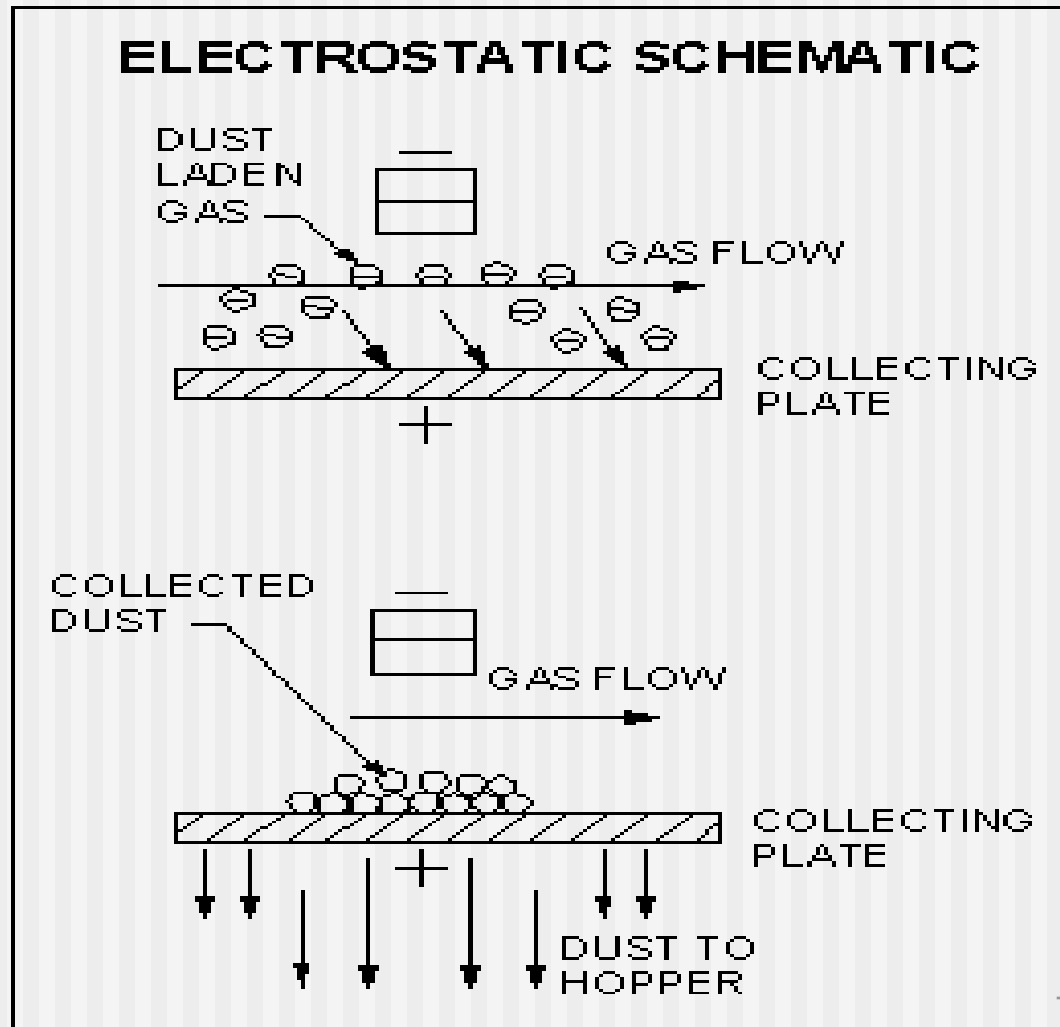 ELECTROSTATIC SCHEMATIC
DUST
LADEN
GAS
GAS FLOW
COLLECTING
PLATE
+
COLLECTED
DUST
GAS FLOW
COLLECTING
PLATE
+
DUST TO
HOPPER